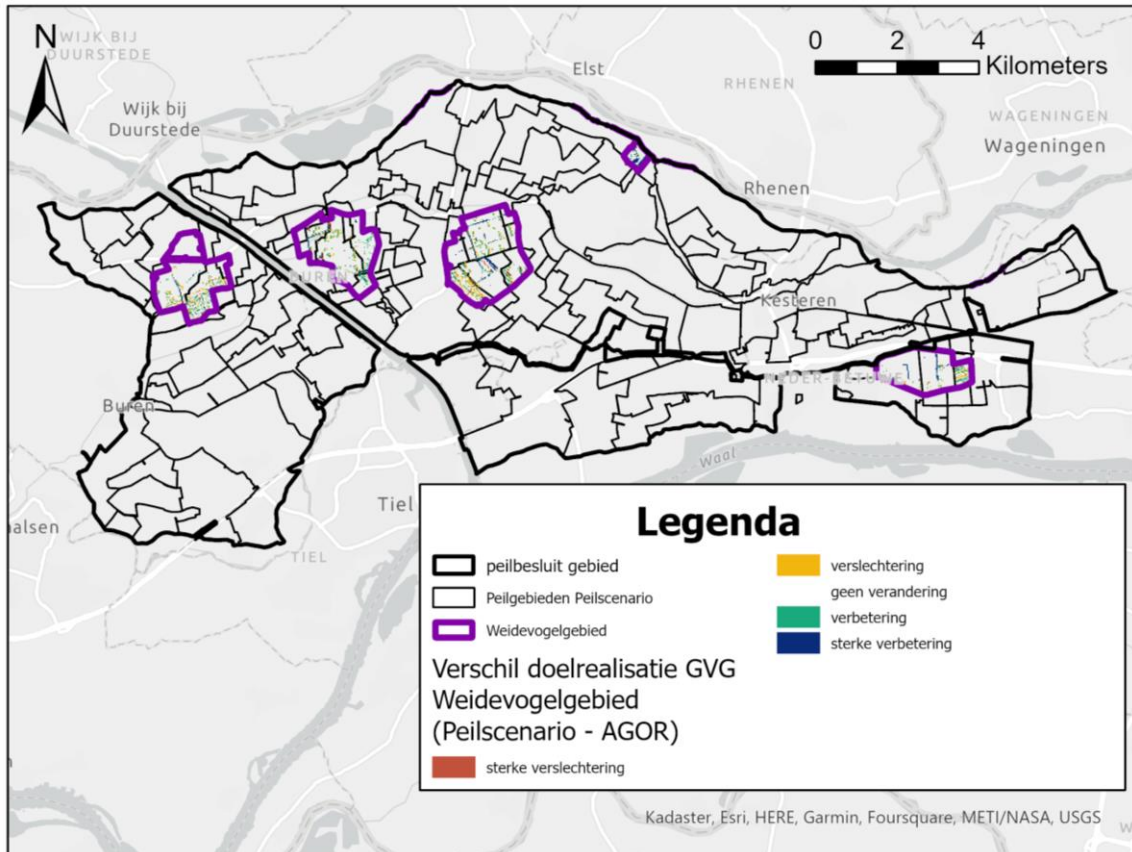 N
WIJK BIJ
DUURSTEDE
0 2 4
Kilometers
Elst
RHENEN
Wijk bij
Duurstede
WAGENINGEN
Wageningen
Rhenen
BUREN
Kesteren
NEDER-BETUWE
Buren
Waal
Tiel
alsen
TIEL
Legenda
peilbesluit gebied
Peilgebieden Peilscenario
Weidevogelgebied
Verschil doelrealisatie GVG
Weidevogelgebied
(Peilscenario - AGOR)
sterke verslechtering
verslechtering
geen verandering
verbetering
sterke verbetering
Kadaster, Esri, HERE, Garmin, Foursquare, METI/NASA, USGS
W